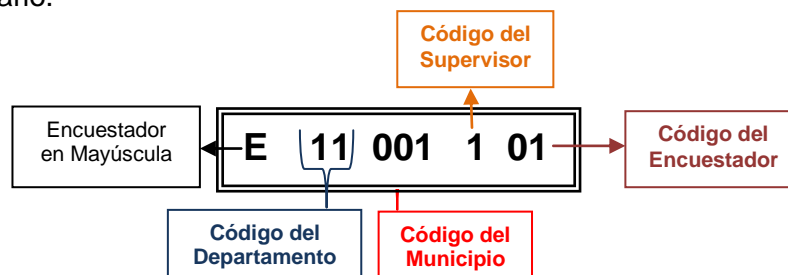 Código del
Supervisor
Encuestador
en Mayúscula
E 11 001 1 01
Código del
Encuestador
Código del
Departamento
Código del
Municipio